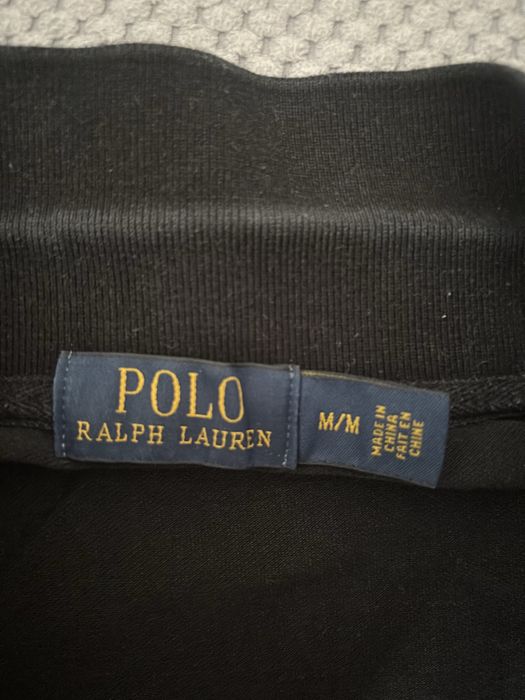 POLO
RALPH LAUREN
M/M
MADE IN
CHINA
FAIT EN
CHINE